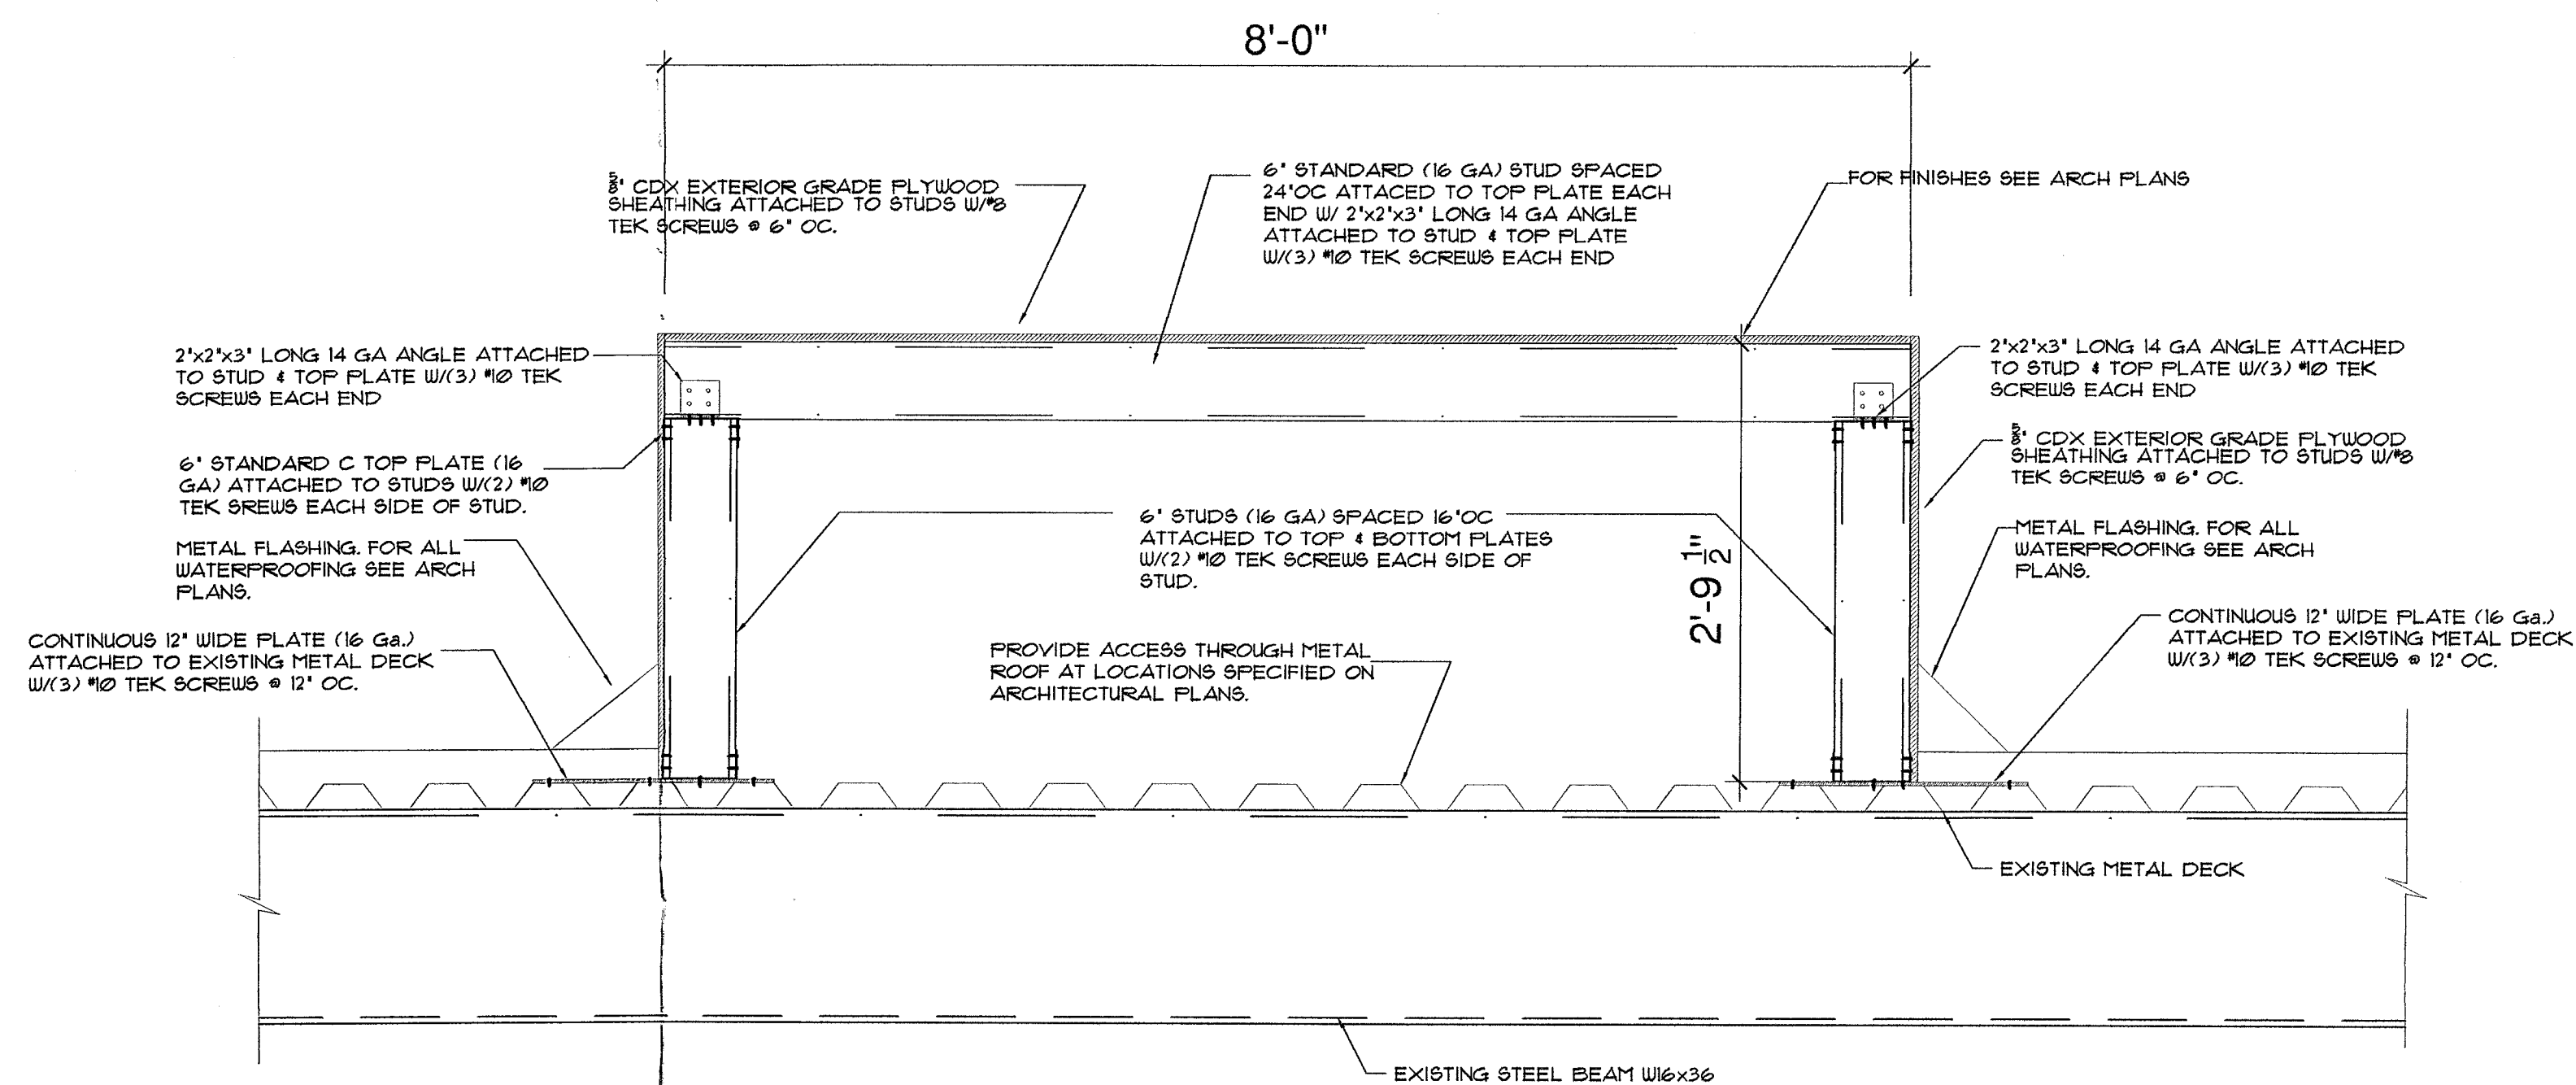 8'-0"
⅝" CDX EXTERIOR GRADE PLYWOOD
SHEATHING ATTACHED TO STUDS W/#8
TEK SCREWS @ 6" OC.
6" STANDARD (16 GA) STUD SPACED
24"OC ATTACED TO TOP PLATE EACH
END W/ 2"x2"x3" LONG 14 GA ANGLE
ATTACHED TO STUD & TOP PLATE
W/(3) #10 TEK SCREWS EACH END
FOR FINISHES SEE ARCH PLANS
2"x2"x3" LONG 14 GA ANGLE ATTACHED
TO STUD & TOP PLATE W/(3) #10 TEK
SCREWS EACH END
2"x2"x3" LONG 14 GA ANGLE ATTACHED
TO STUD & TOP PLATE W/(3) #10 TEK
SCREWS EACH END
6" STANDARD C TOP PLATE (16
GA) ATTACHED TO STUDS W/(2) #10
TEK SREWS EACH SIDE OF STUD.
⅝" CDX EXTERIOR GRADE PLYWOOD
SHEATHING ATTACHED TO STUDS W/#8
TEK SCREWS @ 6" OC.
6" STUDS (16 GA) SPACED 16"OC
ATTACHED TO TOP & BOTTOM PLATES
W/(2) #10 TEK SCREWS EACH SIDE OF
STUD.
2'-9 ½"
METAL FLASHING. FOR ALL
WATERPROOFING SEE ARCH
PLANS.
METAL FLASHING. FOR ALL
WATERPROOFING SEE ARCH
PLANS.
CONTINUOUS 12" WIDE PLATE (16 Ga.)
ATTACHED TO EXISTING METAL DECK
W/(3) #10 TEK SCREWS @ 12" OC.
PROVIDE ACCESS THROUGH METAL
ROOF AT LOCATIONS SPECIFIED ON
ARCHITECTURAL PLANS.
CONTINUOUS 12" WIDE PLATE (16 Ga.)
ATTACHED TO EXISTING METAL DECK
W/(3) #10 TEK SCREWS @ 12" OC.
EXISTING METAL DECK
EXISTING STEEL BEAM W16x36